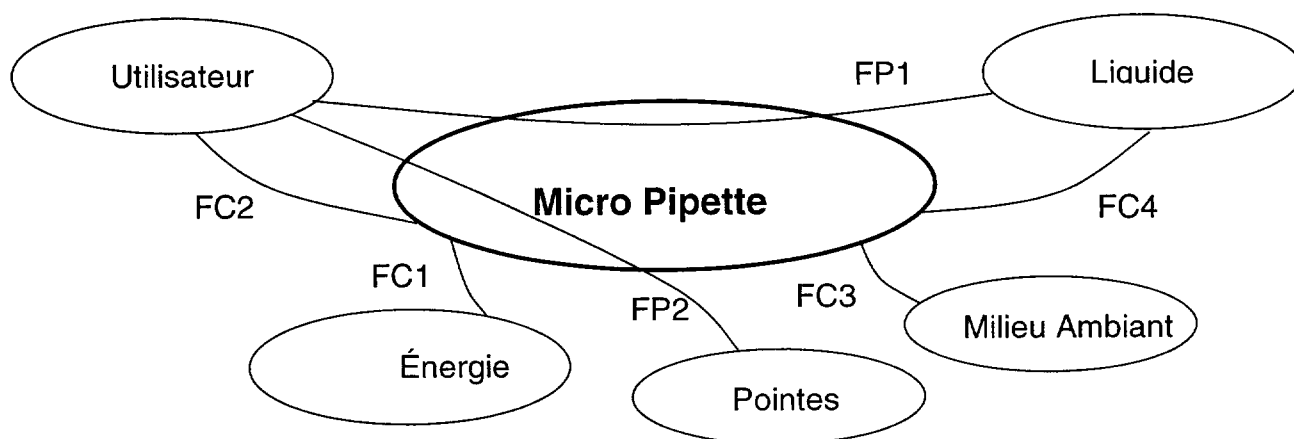 Utilisateur
FP1
Liquide
Micro Pipette
FC2
FC4
FC1
FP2
FC3
Milieu Ambiant
Énergie
Pointes